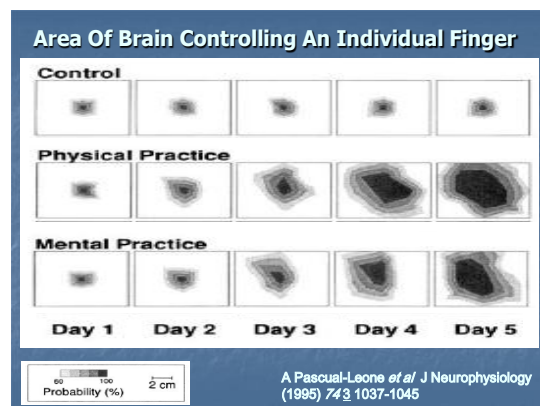 Area Of Brain Controlling An Individual Finger
Control
Physical Practice
Mental Practice
Day 1 Day 2 Day 3 Day 4 Day 5
60 100
Probability (%)
2 cm
A Pascual-Leone et al J Neurophysiology
(1995) 74 3 1037-1045